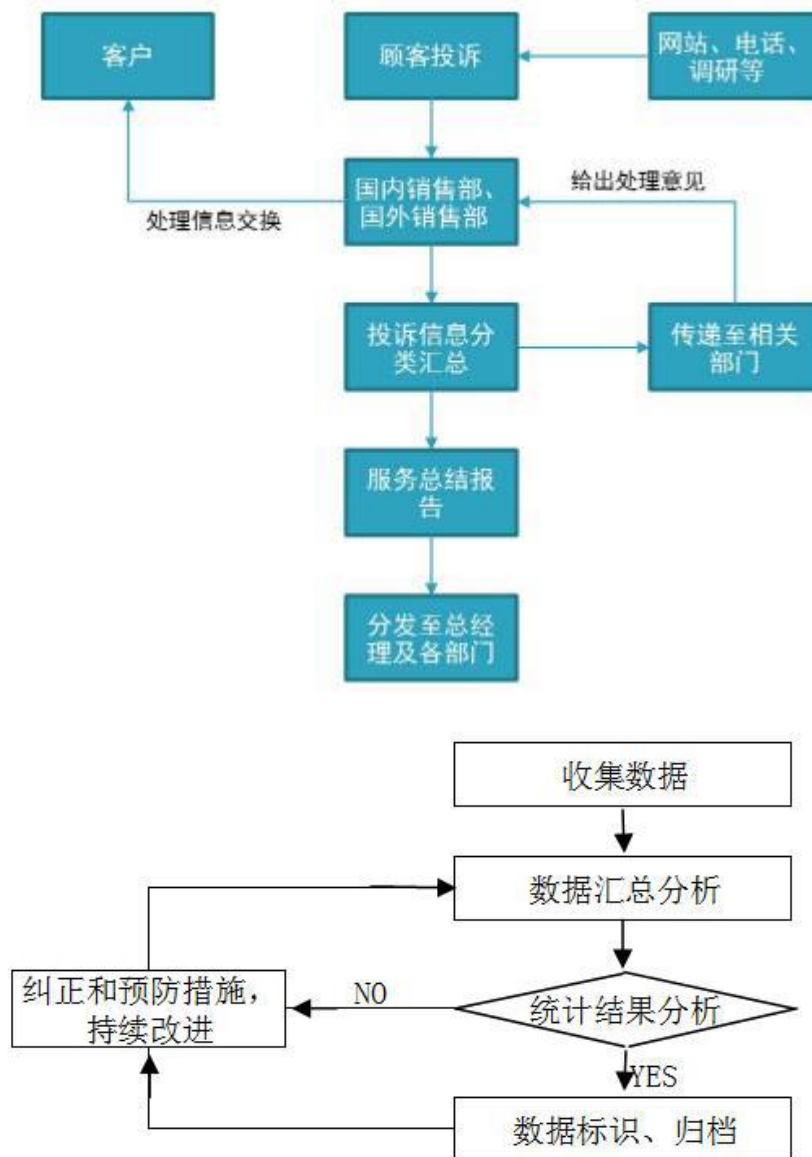 客户
顾客投诉
网站、电话、
调研等
国内销售部、
国外销售部
给出处理意见
处理信息交换
投诉信息分
类汇总
传递至相关
部门
服务总结报
告
分发至总经
理及各部门
收集数据
数据汇总分析
纠正和预防措施，
持续改进
NO
统计结果分析
YES
数据标识、归档